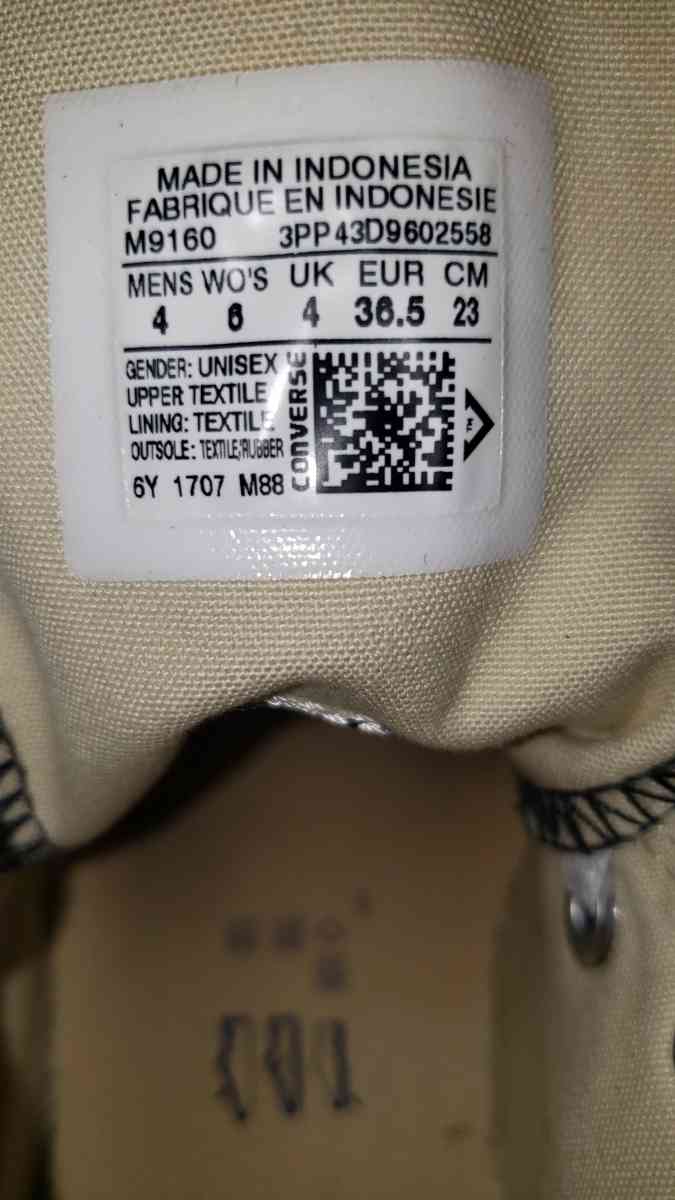 MADE IN INDONESIA
FABRIQUE EN INDONESIE
M9160 3PP43D9602558
MENS WO'S UK EUR CM
4 6 4 36.5 23
GENDER: UNISEX
UPPER TEXTILE
LINING: TEXTILE
OUTSOLE: TEXTILE/RUBBER
6Y 1707 M88
CONVERSE
TM